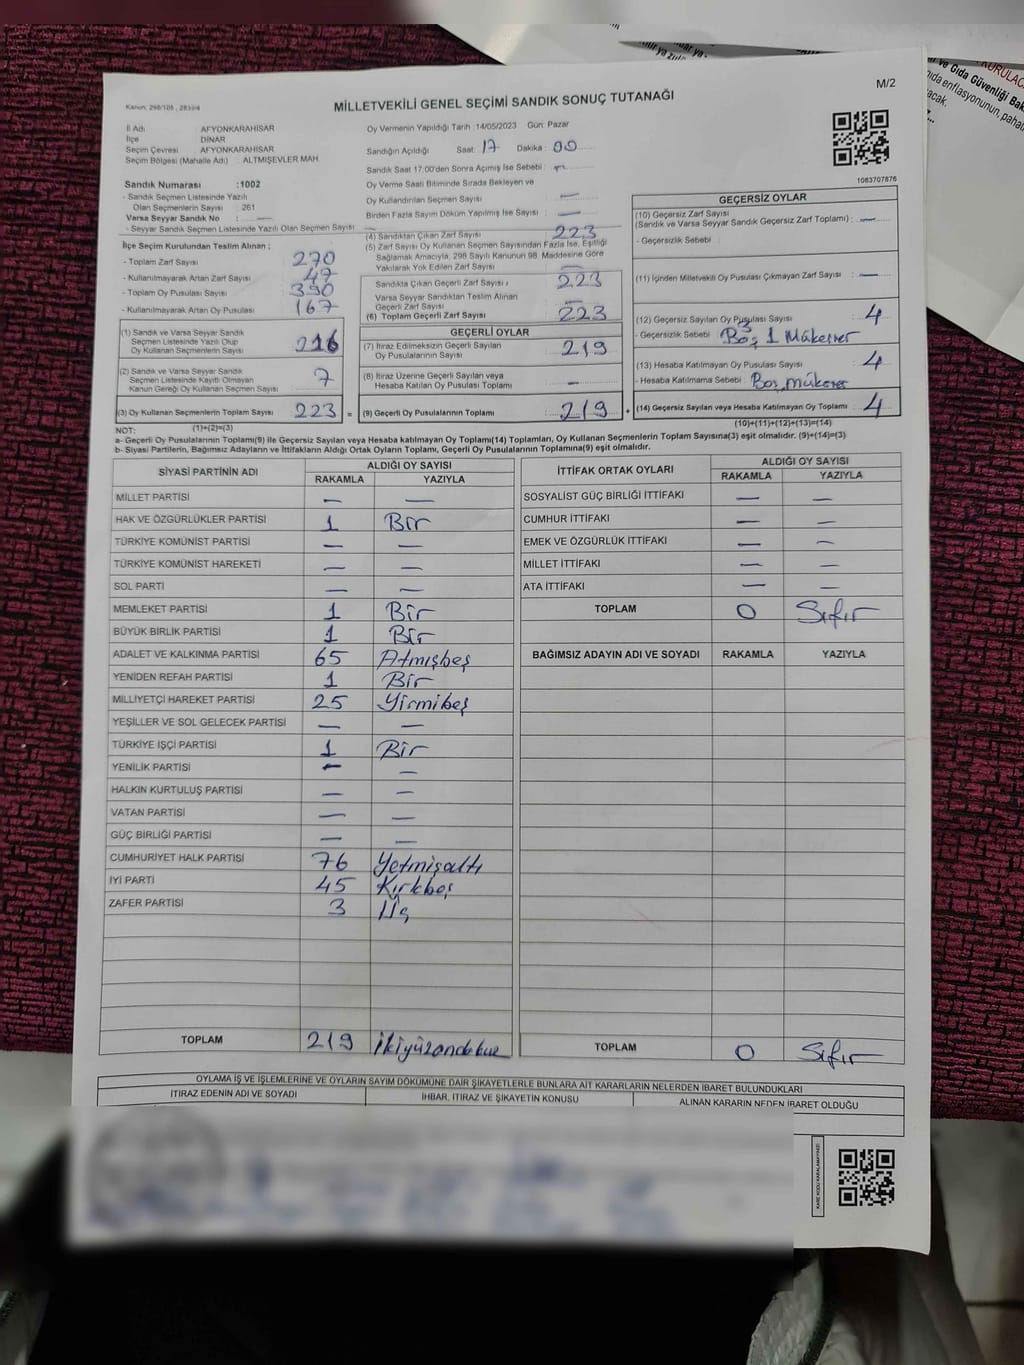 M/2
Kanun: 298/105 , 2839/4
MİLLETVEKİLİ GENEL SEÇİMİ SANDIK SONUÇ TUTANAĞI
İl Adı AFYONKARAHİSAR
İlçe DİNAR
Seçim Çevresi AFYONKARAHİSAR
Seçim Bölgesi (Mahalle Adı) : ALTMIŞEVLER MAH.
Oy Vermenin Yapıldığı Tarih :14/05/2023 Gün: Pazar
Sandığın Açıldığı Saat: 17 Dakika: 00
Sandık Saat 17:00'den Sonra Açılmış İse Sebebi : —
Oy Verme Saati Bitiminde Sırada Bekleyen ve
Oy Kullandırılan Seçmen Sayısı : —
Birden Fazla Sayım Döküm Yapılmış İse Sayısı : —
1083707876
Sandık Numarası :1002
- Sandık Seçmen Listesinde Yazılı
Olan Seçmenlerin Sayısı : 261
Varsa Seyyar Sandık No : —
- Seyyar Sandık Seçmen Listesinde Yazılı Olan Seçmen Sayısı : —
İlçe Seçim Kurulundan Teslim Alınan ;
- Toplam Zarf Sayısı 270
- Kullanılmayarak Artan Zarf Sayısı 47
- Toplam Oy Pusulası Sayısı 390
- Kullanılmayarak Artan Oy Pusulası 167
(1) Sandık ve Varsa Seyyar Sandık
Seçmen Listesinde Yazılı Olup
Oy Kullanan Seçmenlerin Sayısı 216
(2) Sandık ve Varsa Seyyar Sandık
Seçmen Listesinde Kayıtlı Olmayan
Kanun Gereği Oy Kullanan Seçmen Sayısı 7
(3) Oy Kullanan Seçmenlerin Toplam Sayısı 223 =
(1)+(2)=(3)
(4) Sandıktan Çıkan Zarf Sayısı 223
(5) Zarf Sayısı Oy Kullanan Seçmen Sayısından Fazla İse, Eşitliği
Sağlamak Amacıyla, 298 Sayılı Kanunun 98. Maddesine Göre
Yakılarak Yok Edilen Zarf Sayısı —
Sandıkta Çıkan Geçerli Zarf Sayısı 223
Varsa Seyyar Sandıktan Teslim Alınan
Geçerli Zarf Sayısı —
(6) Toplam Geçerli Zarf Sayısı 223
GEÇERLİ OYLAR
(7) İtiraz Edilmeksizin Geçerli Sayılan
Oy Pusulalarının Sayısı 219
(8) İtiraz Üzerine Geçerli Sayılan veya
Hesaba Katılan Oy Pusulası Toplamı —
(9) Geçerli Oy Pusulalarının Toplamı 219 +
GEÇERSİZ OYLAR
(10) Geçersiz Zarf Sayısı
(Sandık ve Varsa Seyyar Sandık Geçersiz Zarf Toplamı) : —
- Geçersizlik Sebebi :
(11) İçinden Milletvekili Oy Pusulası Çıkmayan Zarf Sayısı : —
(12) Geçersiz Sayılan Oy Pusulası Sayısı 4
- Geçersizlik Sebebi : 3 Boş 1 Mükerrer
(13) Hesaba Katılmayan Oy Pusulası Sayısı 4
- Hesaba Katılmama Sebebi : Boş, Mükerrer
(14) Geçersiz Sayılan veya Hesaba Katılmayan Oy Toplamı 4
(10)+(11)+(12)+(13)=(14)
NOT:
a- Geçerli Oy Pusulalarının Toplamı(9) ile Geçersiz Sayılan veya Hesaba katılmayan Oy Toplamı(14) Toplamları, Oy Kullanan Seçmenlerin Toplam Sayısına(3) eşit olmalıdır. (9)+(14)=(3)
b- Siyasi Partilerin, Bağımsız Adayların ve İttifakların Aldığı Ortak Oyların Toplamı, Geçerli Oy Pusulalarının Toplamına(9) eşit olmalıdır.
SİYASİ PARTİNİN ADI ALDIĞI OY SAYISI
RAKAMLA YAZIYLA
MİLLET PARTİSİ — —
HAK VE ÖZGÜRLÜKLER PARTİSİ 1 Bir
TÜRKİYE KOMÜNİST PARTİSİ — —
TÜRKİYE KOMÜNİST HAREKETİ — —
SOL PARTİ — —
MEMLEKET PARTİSİ 1 Bir
BÜYÜK BİRLİK PARTİSİ 1 Bir
ADALET VE KALKINMA PARTİSİ 65 Atmışbeş
YENİDEN REFAH PARTİSİ 1 Bir
MİLLİYETÇİ HAREKET PARTİSİ 25 Yirmibeş
YEŞİLLER VE SOL GELECEK PARTİSİ — —
TÜRKİYE İŞÇİ PARTİSİ 1 Bir
YENİLİK PARTİSİ — —
HALKIN KURTULUŞ PARTİSİ — —
VATAN PARTİSİ — —
GÜÇ BİRLİĞİ PARTİSİ — —
CUMHURİYET HALK PARTİSİ 76 Yetmişaltı
İYİ PARTİ 45 Kırkbeş
ZAFER PARTİSİ 3 Üç
TOPLAM 219 İkiyüzondokuz
İTTİFAK ORTAK OYLARI ALDIĞI OY SAYISI
RAKAMLA YAZIYLA
SOSYALİST GÜÇ BİRLİĞİ İTTİFAKI — —
CUMHUR İTTİFAKI — —
EMEK VE ÖZGÜRLÜK İTTİFAKI — —
MİLLET İTTİFAKI — —
ATA İTTİFAKI — —
TOPLAM 0 Sıfır
BAĞIMSIZ ADAYIN ADI VE SOYADI RAKAMLA YAZIYLA
TOPLAM 0 Sıfır
OYLAMA İŞ VE İŞLEMLERİNE VE OYLARIN SAYIM DÖKÜMÜNE DAİR ŞİKAYETLERLE BUNLARA AİT KARARLARIN NELERDEN İBARET BULUNDUKLARI
İTİRAZ EDENİN ADI VE SOYADI İHBAR, İTİRAZ VE ŞİKAYETİN KONUSU ALINAN KARARIN NEDEN İBARET OLDUĞU
KARE KODU KARALAMAYINIZ!
ve Gıda Güvenliği Bak
gıda enflasyonunun, pahal
acak.